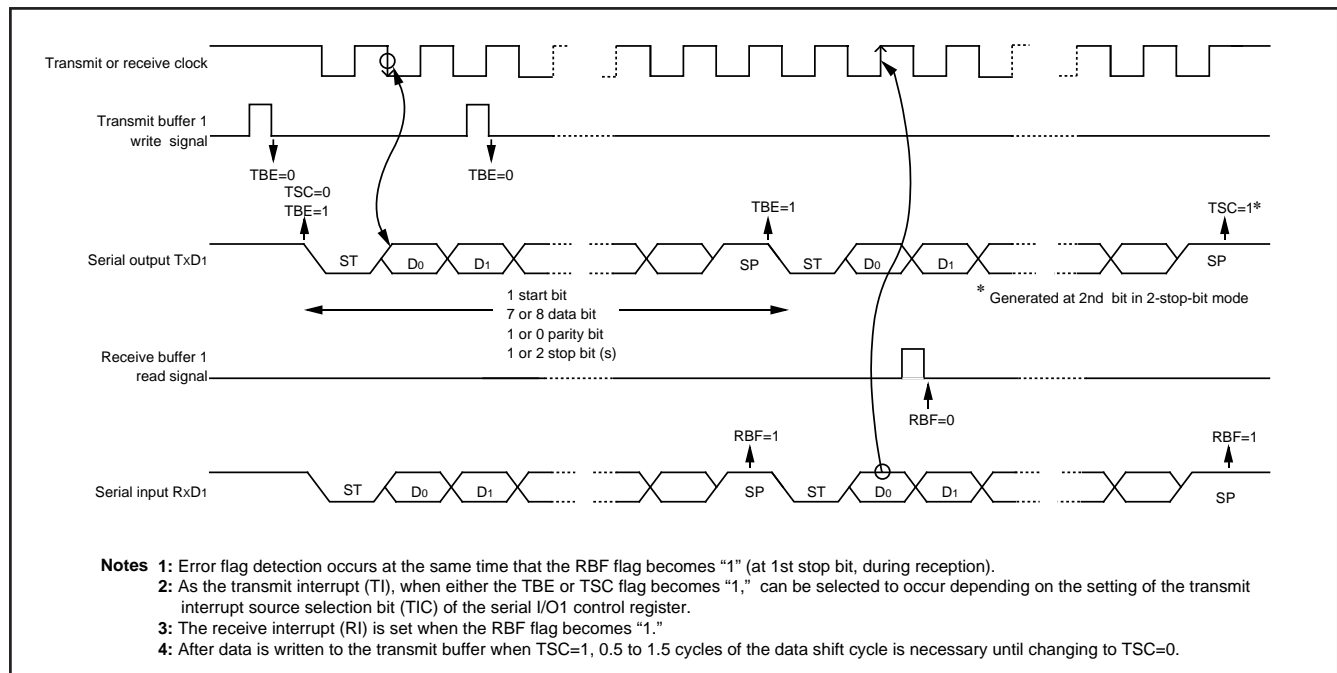 Transmit or receive clock
Transmit buffer 1
write signal
TBE=0
TBE=0
TSC=0
TBE=1
TBE=1
TSC=1*
Serial output TxD1
ST
D0
D1
SP
ST
D0
D1
SP
* Generated at 2nd bit in 2-stop-bit mode
1 start bit
7 or 8 data bit
1 or 0 parity bit
1 or 2 stop bit (s)
Receive buffer 1
read signal
RBF=0
RBF=1
RBF=1
Serial input RxD1
ST
D0
D1
SP
ST
D0
D1
SP
Notes 1: Error flag detection occurs at the same time that the RBF flag becomes “1” (at 1st stop bit, during reception).
2: As the transmit interrupt (TI), when either the TBE or TSC flag becomes “1,” can be selected to occur depending on the setting of the transmit
interrupt source selection bit (TIC) of the serial I/O1 control register.
3: The receive interrupt (RI) is set when the RBF flag becomes “1.”
4: After data is written to the transmit buffer when TSC=1, 0.5 to 1.5 cycles of the data shift cycle is necessary until changing to TSC=0.